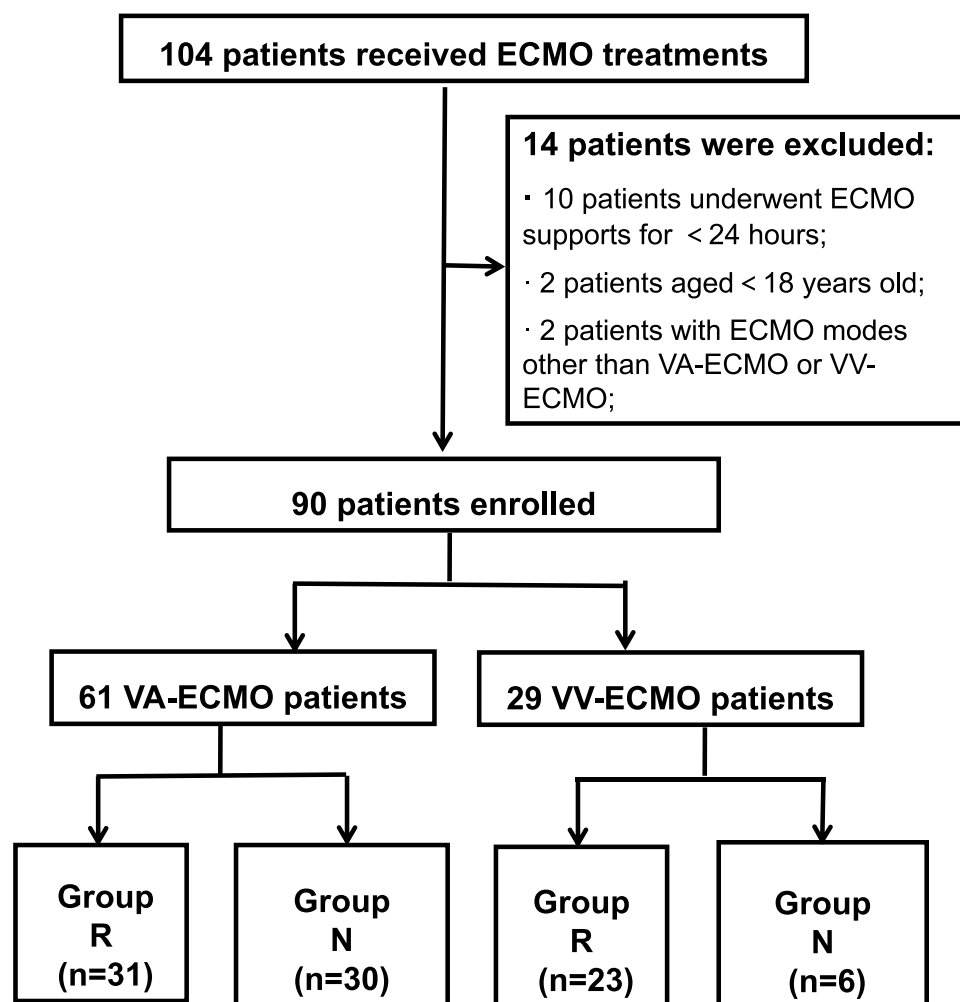 104 patients received ECMO treatments
14 patients were excluded:
· 10 patients underwent ECMO
supports for < 24 hours;
· 2 patients aged < 18 years old;
· 2 patients with ECMO modes
other than VA-ECMO or VV-
ECMO;
90 patients enrolled
61 VA-ECMO patients
29 VV-ECMO patients
Group
R
(n=31)
Group
N
(n=30)
Group
R
(n=23)
Group
N
(n=6)